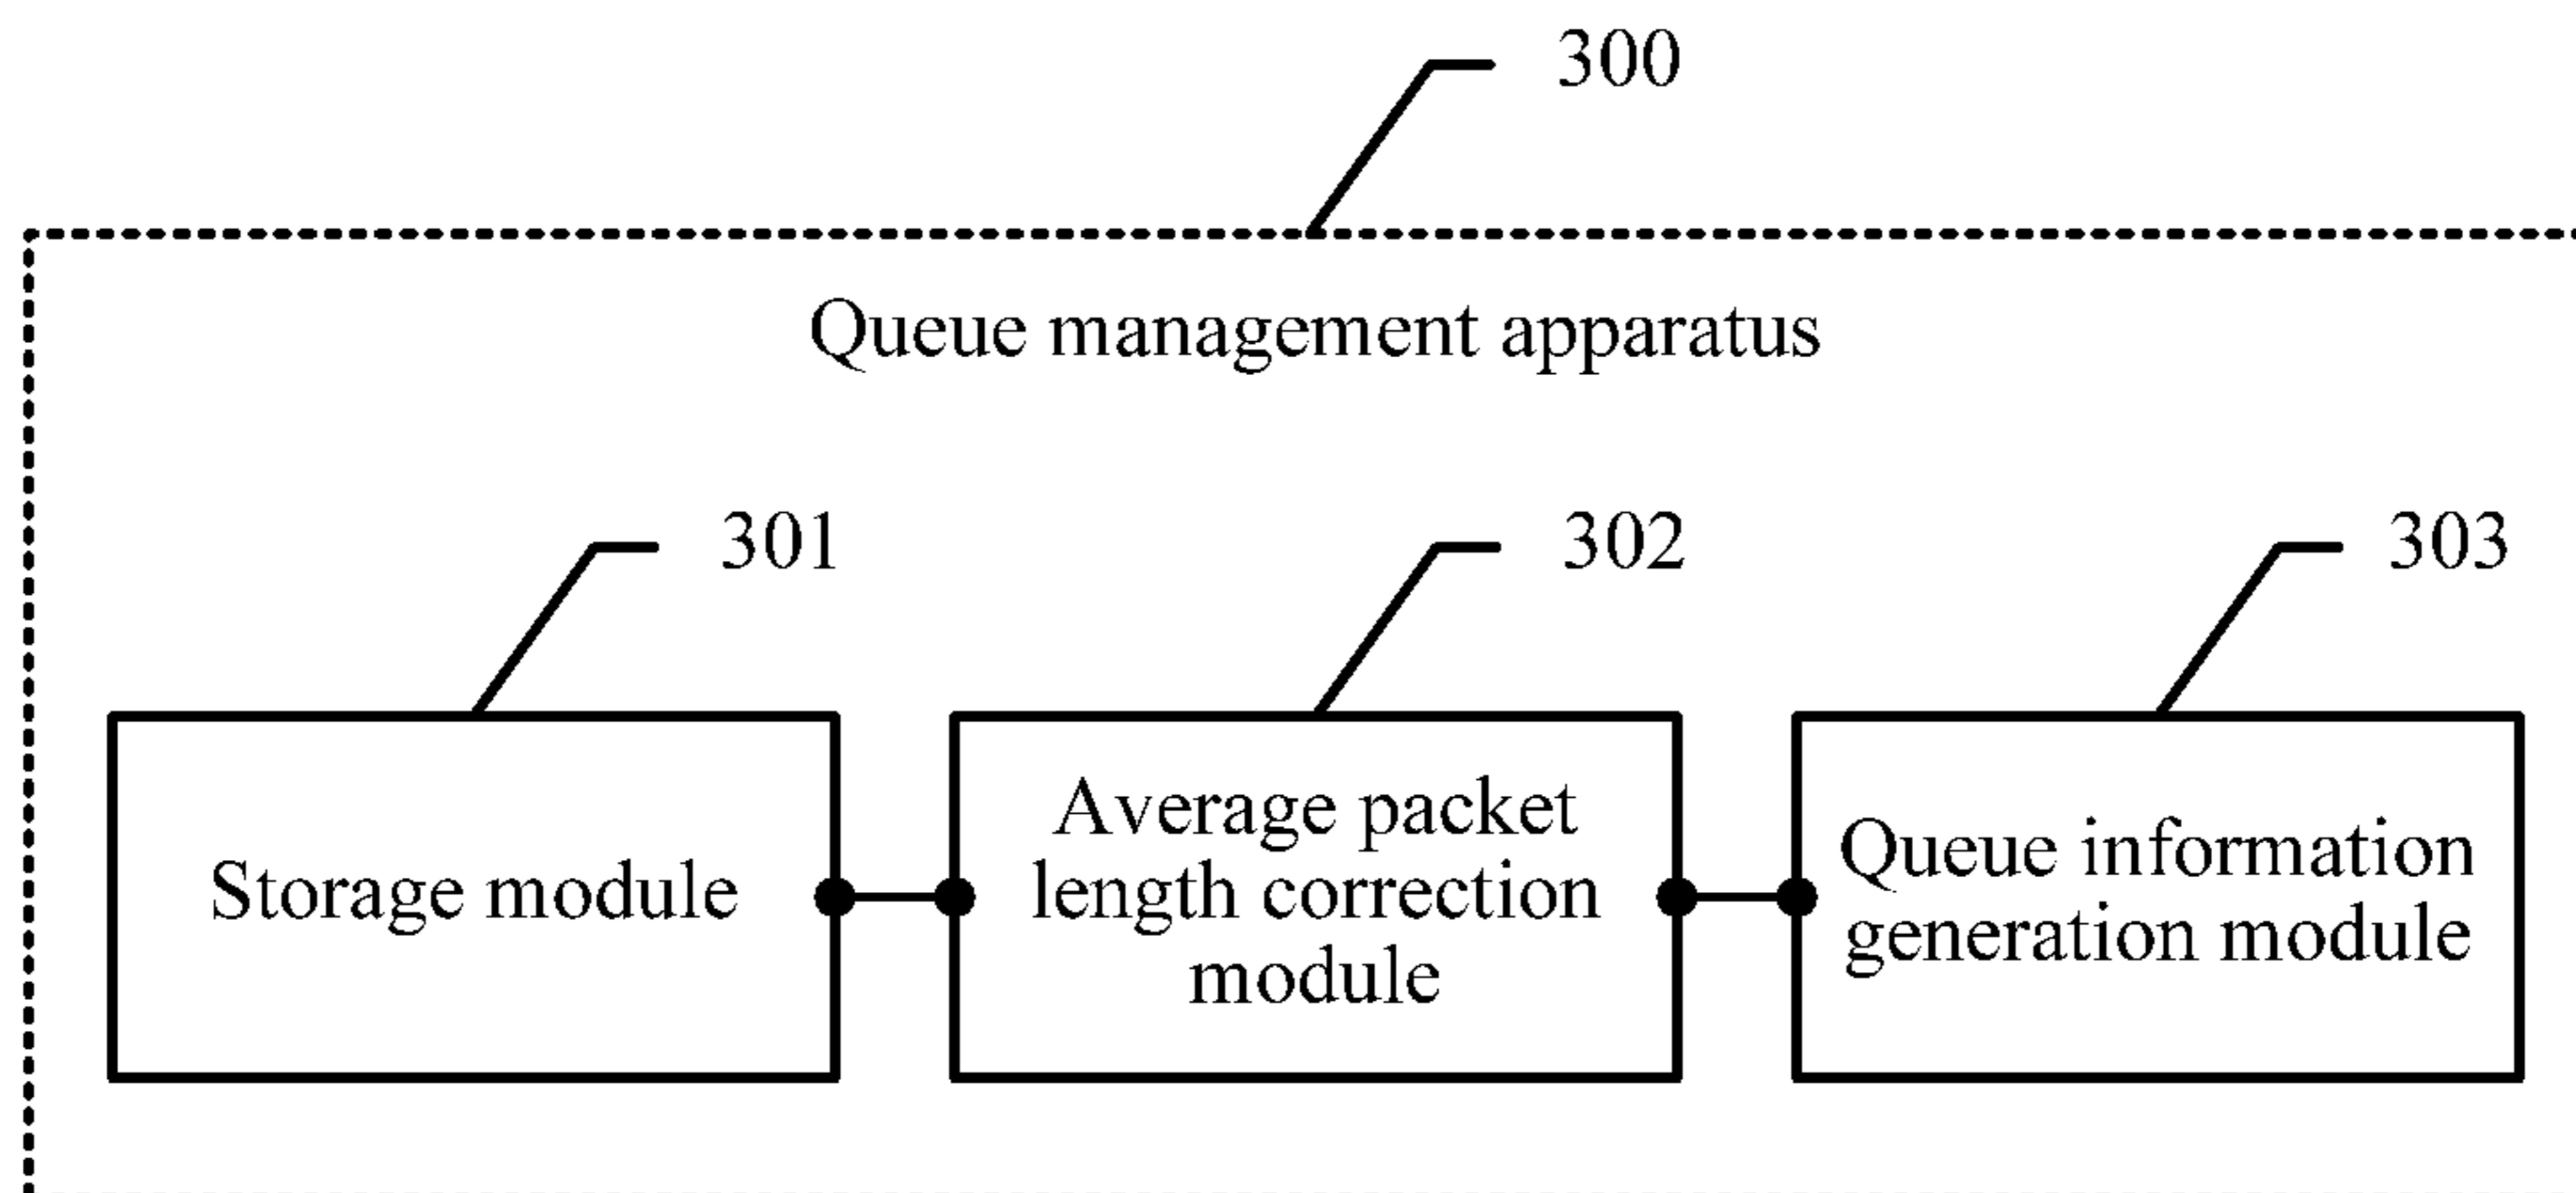 300
Queue management apparatus
301
302
303
Storage module
Average packet
length correction
module
Queue information
generation module